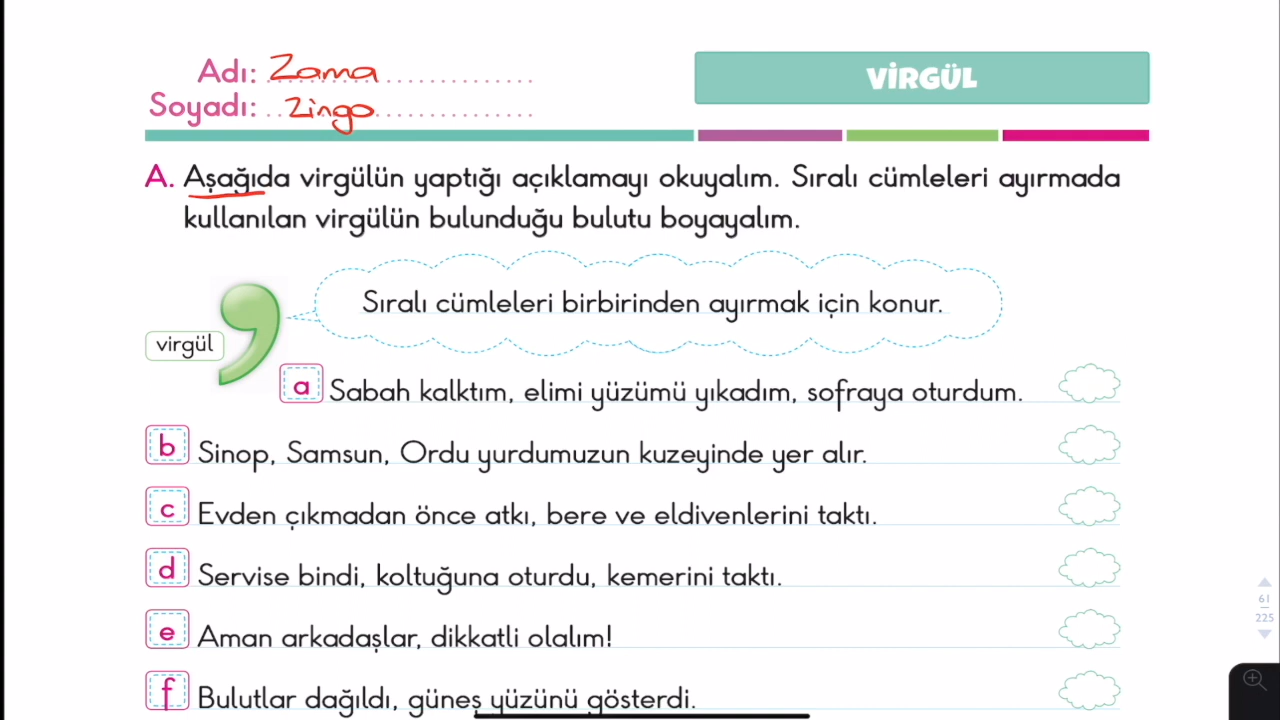 Adı: Zama
Soyadı: Zingo
VİRGÜL
A. Aşağıda virgülün yaptığı açıklamayı okuyalım. Sıralı cümleleri ayırmada
kullanılan virgülün bulunduğu bulutu boyayalım.
Sıralı cümleleri birbirinden ayırmak için konur.
virgül
a Sabah kalktım, elimi yüzümü yıkadım, sofraya oturdum.
b Sinop, Samsun, Ordu yurdumuzun kuzeyinde yer alır.
c Evden çıkmadan önce atkı, bere ve eldivenlerini taktı.
d Servise bindi, koltuğuna oturdu, kemerini taktı.
e Aman arkadaşlar, dikkatli olalım!
f Bulutlar dağıldı, güneş yüzünü gösterdi.
61
225